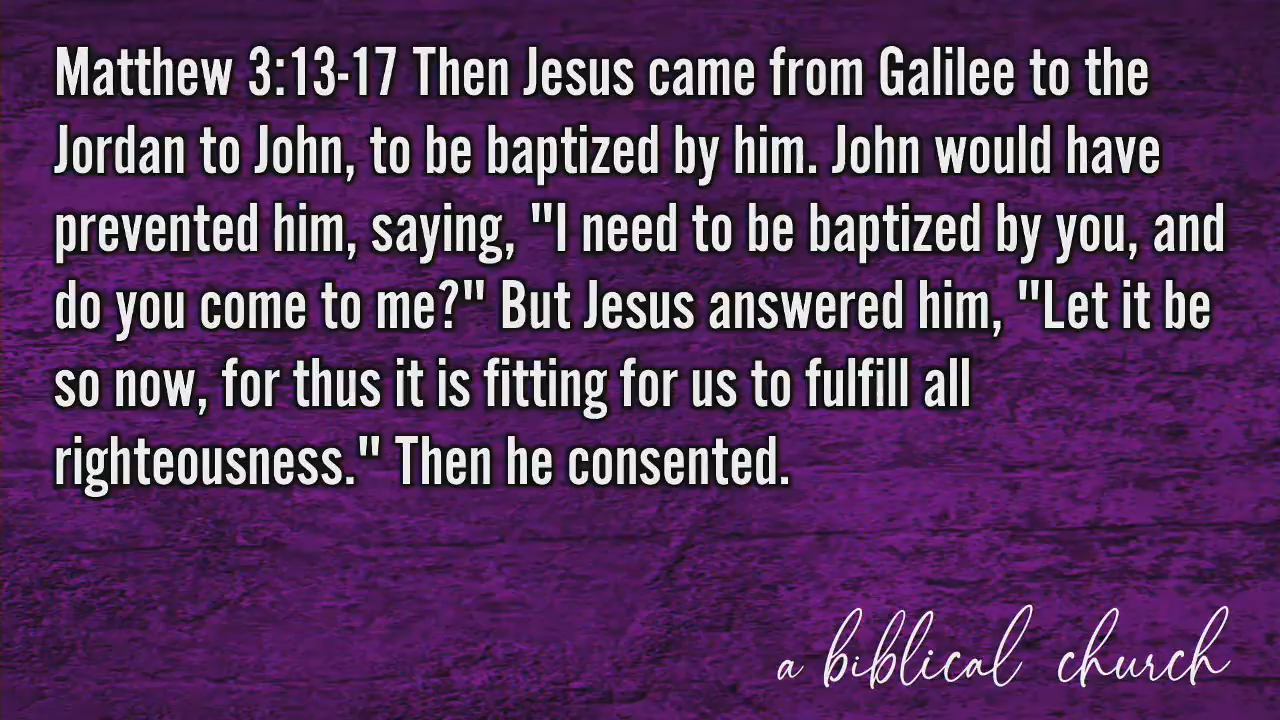 Matthew 3:13-17 Then Jesus came from Galilee to the
Jordan to John, to be baptized by him. John would have
prevented him, saying, "I need to be baptized by you, and
do you come to me?" But Jesus answered him, "Let it be
so now, for thus it is fitting for us to fulfill all
righteousness." Then he consented.
a biblical church